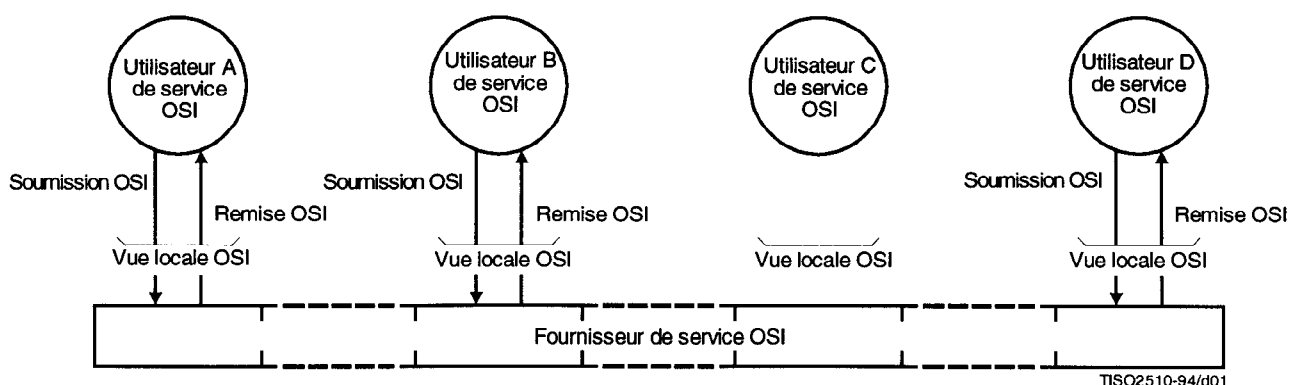 Utilisateur A
de service
OSI
Utilisateur B
de service
OSI
Utilisateur C
de service
OSI
Utilisateur D
de service
OSI
Soumission OSI
Remise OSI
Vue locale OSI
Soumission OSI
Remise OSI
Vue locale OSI
Vue locale OSI
Soumission OSI
Remise OSI
Vue locale OSI
Fournisseur de service OSI
TISO2510-94/d01